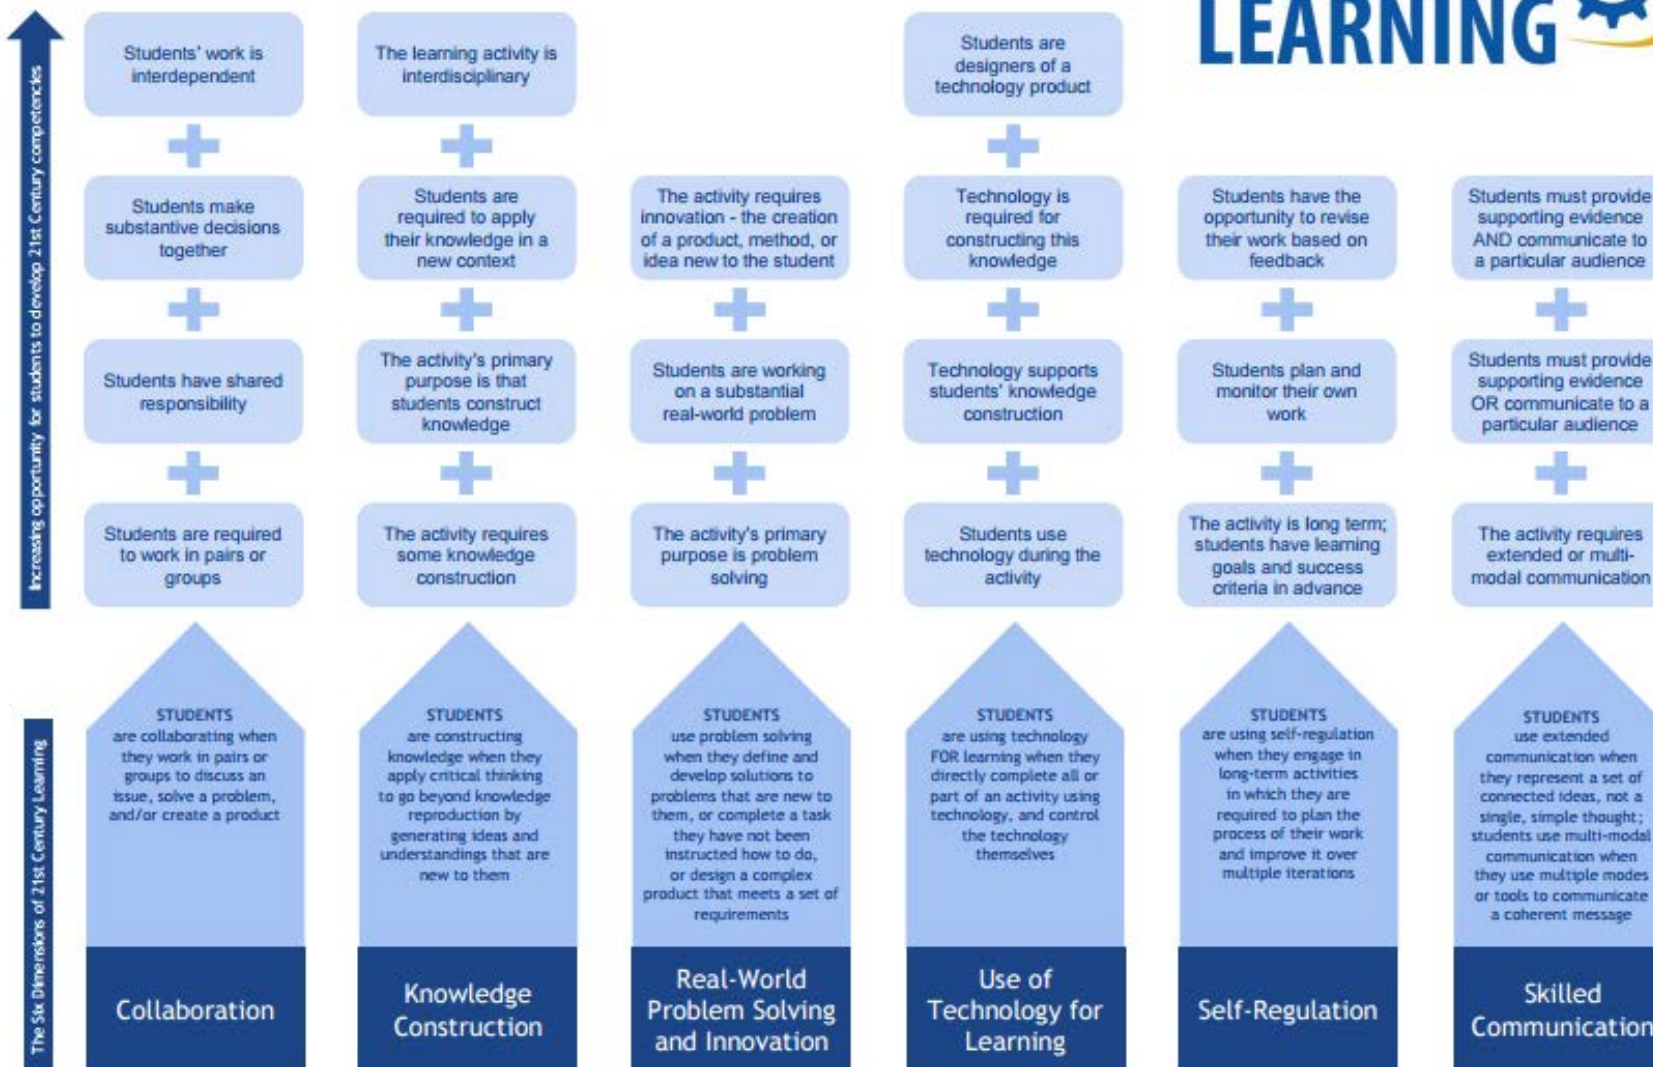 LEARNING
Increasing opportunity for students to develop 21st Century competencies
Students' work is
interdependent
Students make
substantive decisions
together
Students have shared
responsibility
Students are required
to work in pairs or
groups
The learning activity is
interdisciplinary
Students are
required to apply
their knowledge in a
new context
The activity's primary
purpose is that
students construct
knowledge
The activity requires
some knowledge
construction
The activity requires
innovation - the creation
of a product, method, or
idea new to the student
Students are working
on a substantial
real-world problem
The activity's primary
purpose is problem
solving
Students are
designers of a
technology product
Technology is
required for
constructing this
knowledge
Technology supports
students' knowledge
construction
Students use
technology during the
activity
Students have the
opportunity to revise
their work based on
feedback
Students plan and
monitor their own
work
The activity is long term;
students have learning
goals and success
criteria in advance
Students must provide
supporting evidence
AND communicate to
a particular audience
Students must provide
supporting evidence
OR communicate to a
particular audience
The activity requires
extended or multi-
modal communication
The Six Dimensions of 21st Century Learning
STUDENTS
are collaborating when
they work in pairs or
groups to discuss an
issue, solve a problem,
and/or create a product
Collaboration
STUDENTS
are constructing
knowledge when they
apply critical thinking
to go beyond knowledge
reproduction by
generating ideas and
understandings that are
new to them
Knowledge
Construction
STUDENTS
use problem solving
when they define and
develop solutions to
problems that are new to
them, or complete a task
they have not been
instructed how to do,
or design a complex
product that meets a set of
requirements
Real-World
Problem Solving
and Innovation
STUDENTS
are using technology
FOR learning when they
directly complete all or
part of an activity using
technology, and control
the technology
themselves
Use of
Technology for
Learning
STUDENTS
are using self-regulation
when they engage in
long-term activities
in which they are
required to plan the
process of their work
and improve it over
multiple iterations
Self-Regulation
STUDENTS
use extended
communication when
they represent a set of
connected ideas, not a
single, simple thought;
students use multi-modal
communication when
they use multiple modes
or tools to communicate
a coherent message
Skilled
Communication